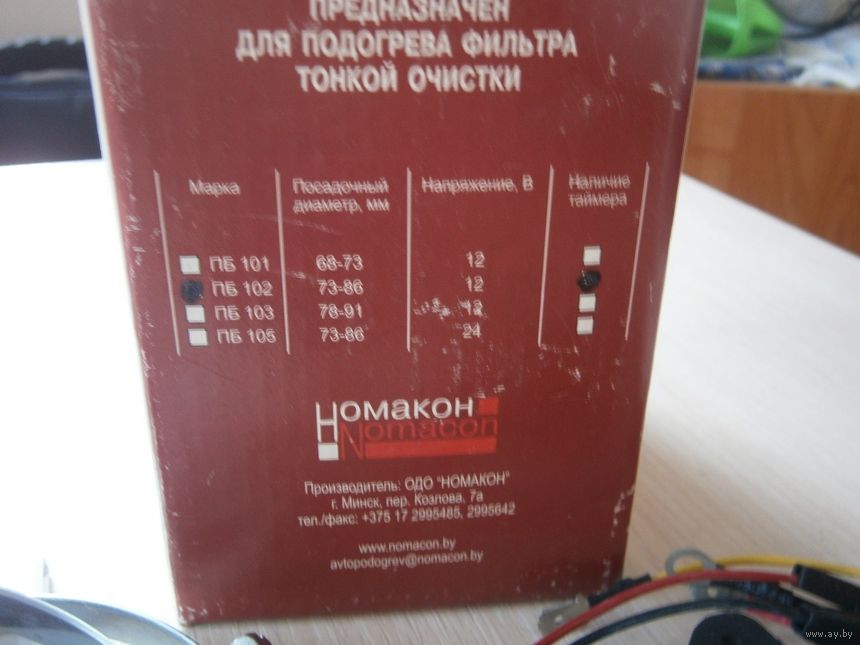 ПРЕДНАЗНАЧЕН
ДЛЯ ПОДОГРЕВА ФИЛЬТРА
ТОНКОЙ ОЧИСТКИ
Марка Посадочный диаметр, мм Напряжение, В Наличие таймера
ПБ 101 68-73 12
ПБ 102 73-86 12
ПБ 103 78-91 12
ПБ 105 73-86 24
Номакон
Nomacon
Производитель: ОДО "НОМАКОН"
г. Минск, пер. Козлова, 7а
тел./факс: +375 17 2995485, 2995642
www.nomacon.by
avtopodogrev@nomacon.by
www.ay.by